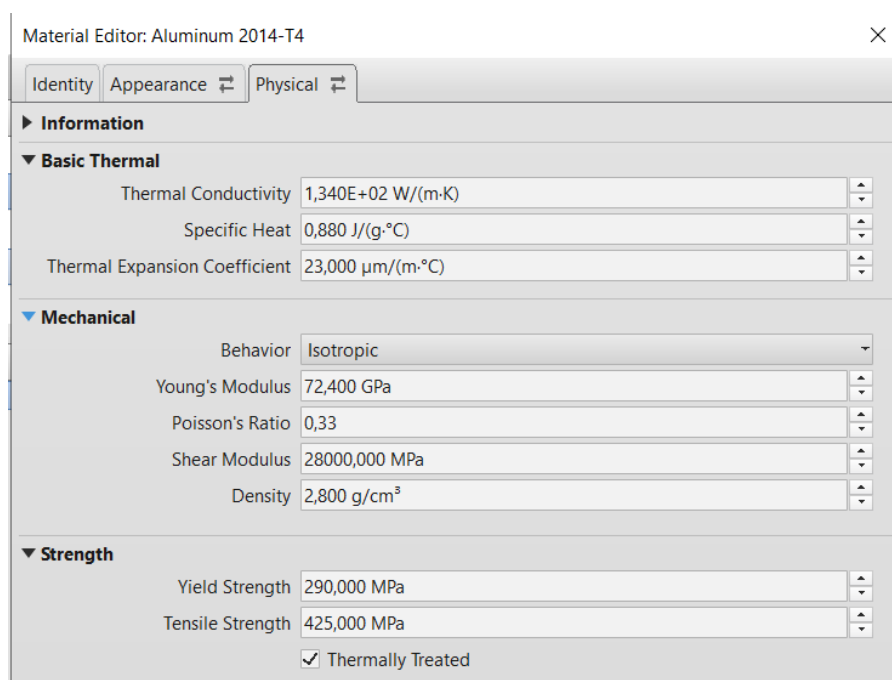 Material Editor: Aluminum 2014-T4
Identity Appearance Physical
Information
Basic Thermal
Thermal Conductivity 1,340E+02 W/(m·K)
Specific Heat 0,880 J/(g·°C)
Thermal Expansion Coefficient 23,000 µm/(m·°C)
Mechanical
Behavior Isotropic
Young's Modulus 72,400 GPa
Poisson's Ratio 0,33
Shear Modulus 28000,000 MPa
Density 2,800 g/cm³
Strength
Yield Strength 290,000 MPa
Tensile Strength 425,000 MPa
Thermally Treated